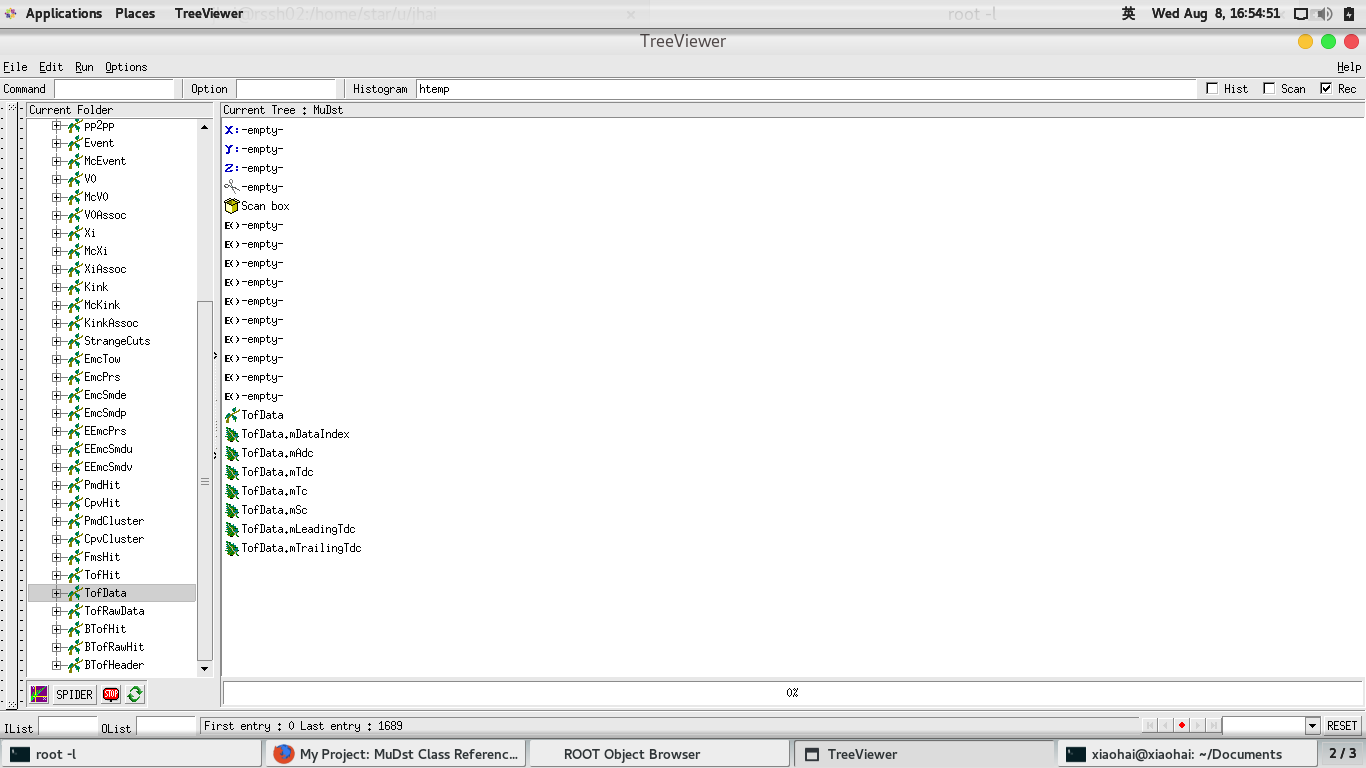 Applications Places TreeViewer @rssh02:/home/star/u/jhai root -l 英 Wed Aug 8, 16:54:51
TreeViewer
File Edit Run Options Help
Command Option Histogram htemp Hist Scan Rec
Current Folder
pp2pp
Event
McEvent
V0
McV0
V0Assoc
Xi
McXi
XiAssoc
Kink
McKink
KinkAssoc
StrangeCuts
EmcTow
EmcPrs
EmcSmde
EmcSmdp
EEmcPrs
EEmcSmdu
EEmcSmdv
PmdHit
CpvHit
PmdCluster
CpvCluster
FmsHit
TofHit
TofData
TofRawData
BTofHit
BTofRawHit
BTofHeader
Current Tree : MuDst
X:-empty-
Y:-empty-
Z:-empty-
-empty-
Scan box
E()-empty-
E()-empty-
E()-empty-
E()-empty-
E()-empty-
E()-empty-
E()-empty-
E()-empty-
E()-empty-
E()-empty-
TofData
TofData.mDataIndex
TofData.mAdc
TofData.mTdc
TofData.mTc
TofData.mSc
TofData.mLeadingTdc
TofData.mTrailingTdc
SPIDER STOP 0%
IList OList First entry : 0 Last entry : 1689 RESET
root -l My Project: MuDst Class Referenc... ROOT Object Browser TreeViewer xiaohai@xiaohai: ~/Documents 2 / 3